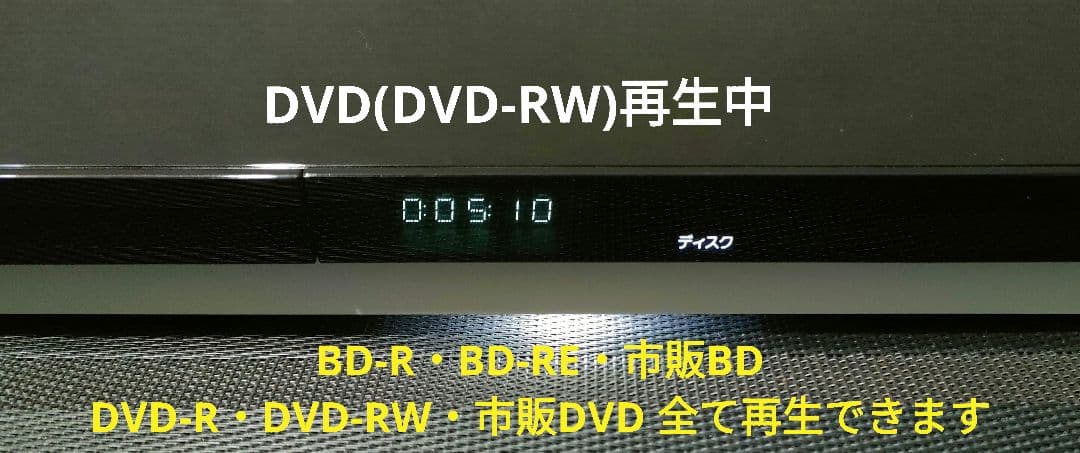 DVD(DVD-RW)再生中
0:05:10
ディスク
BD-R・BD-RE・市販BD
DVD-R・DVD-RW・市販DVD 全て再生できます